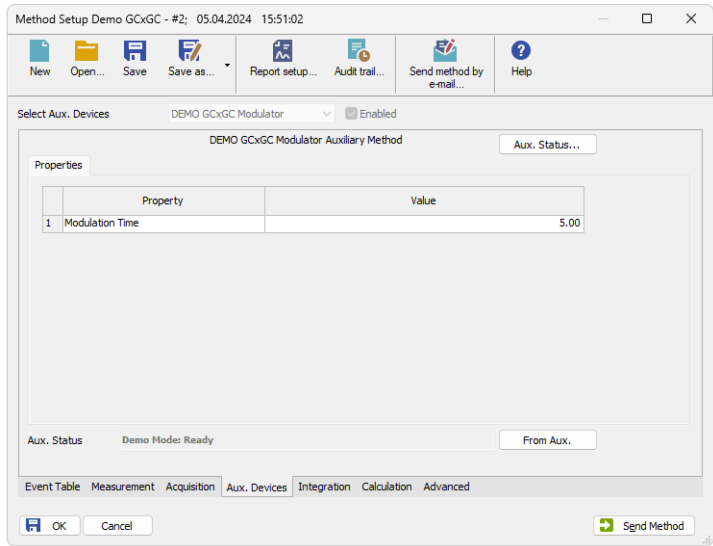 Method Setup Demo GCxGC - #2; 05.04.2024 15:51:02
New Open... Save Save as... Report setup... Audit trail... Send method by e-mail... Help
Select Aux. Devices DEMO GCxGC Modulator Enabled
DEMO GCxGC Modulator Auxiliary Method Aux. Status...
Properties
Property Value
1 Modulation Time 5.00
Aux. Status Demo Mode: Ready From Aux.
Event Table Measurement Acquisition Aux. Devices Integration Calculation Advanced
OK Cancel Send Method